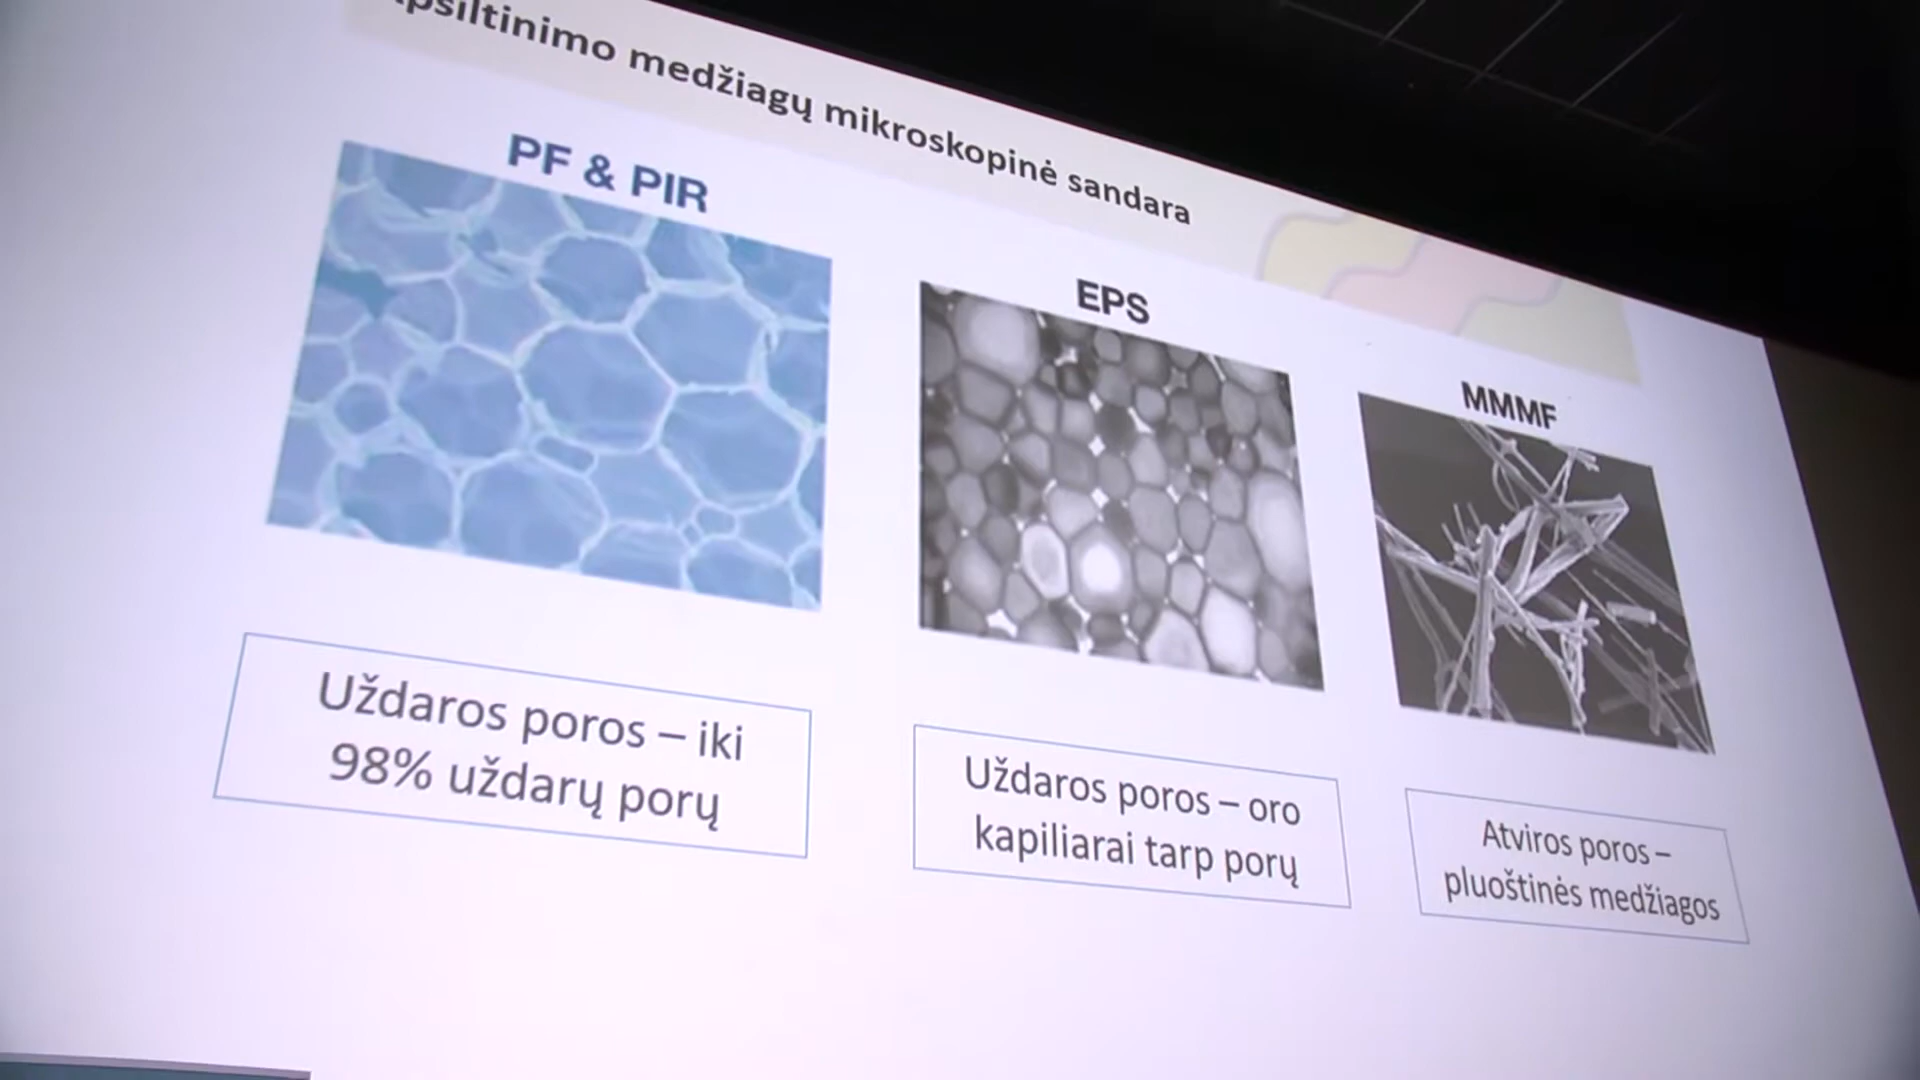 medžiagų mikroskopinė sandara
PF & PIR
EPS
MMMF
Uždaros poros – iki
98% uždarų porų
Uždaros poros – oro
kapiliarai tarp porų
Atviros poros –
pluoštinės medžiagos